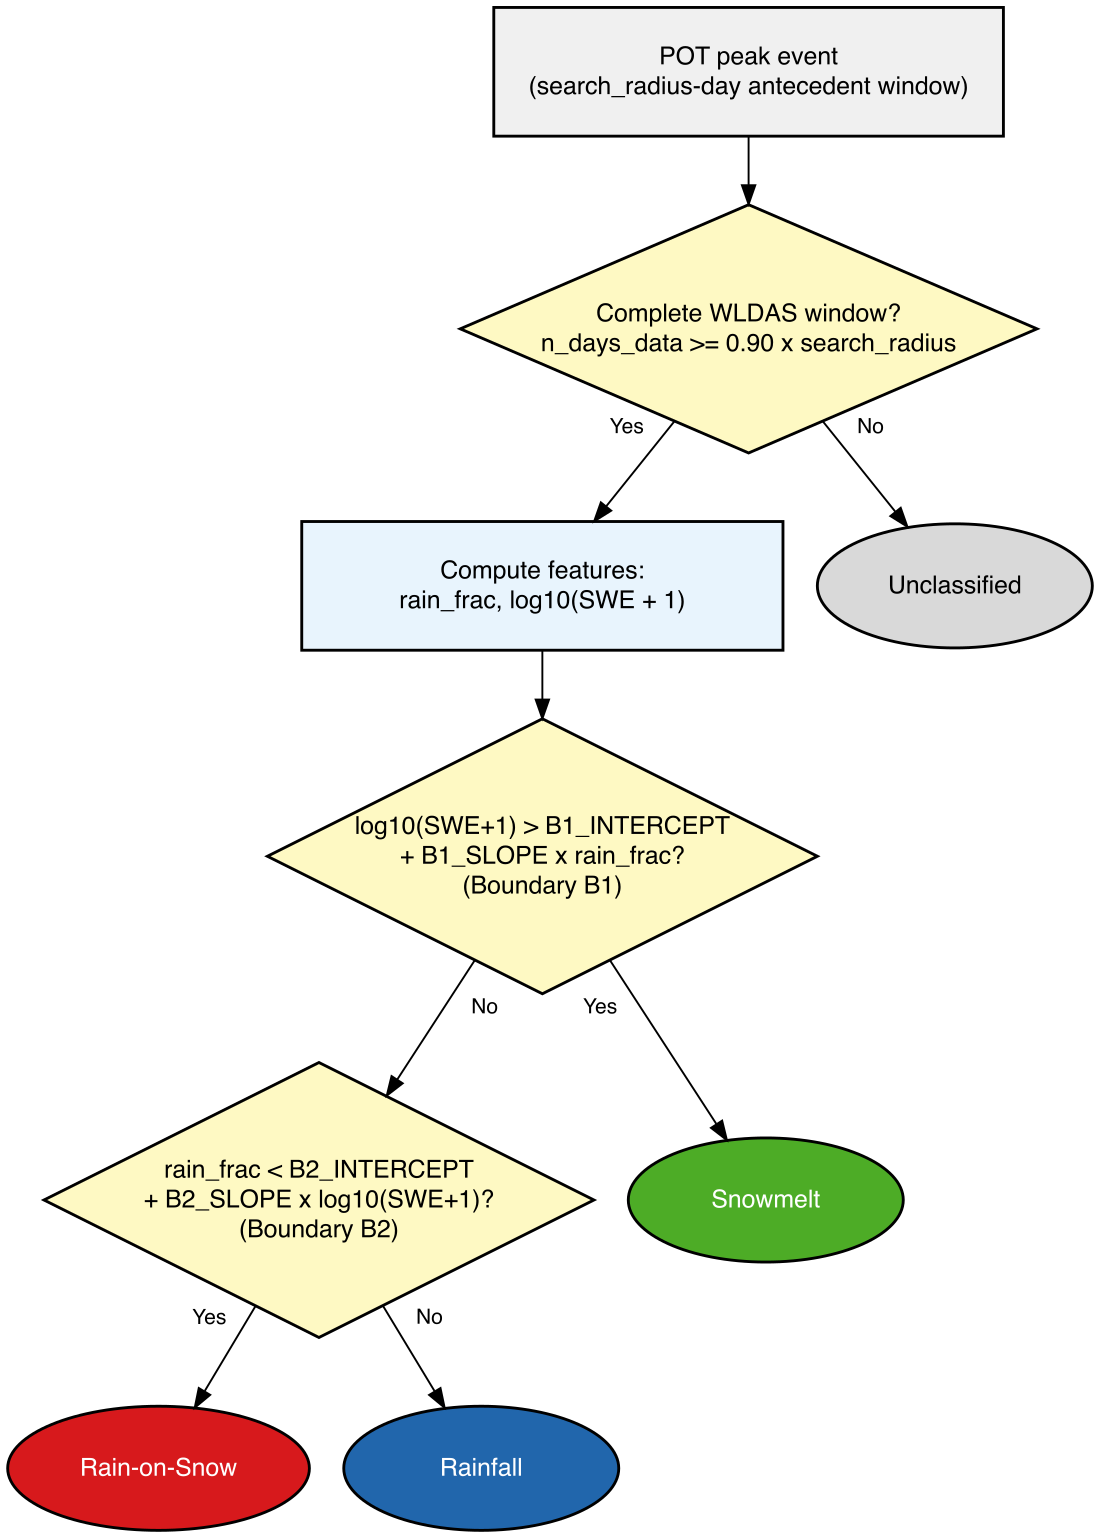 POT peak event
(search_radius-day antecedent window)
Complete WLDAS window?
n_days_data >= 0.90 x search_radius
Yes
No
Compute features:
rain_frac, log10(SWE + 1)
Unclassified
log10(SWE+1) > B1_INTERCEPT
+ B1_SLOPE x rain_frac?
(Boundary B1)
No
Yes
rain_frac < B2_INTERCEPT
+ B2_SLOPE x log10(SWE+1)?
(Boundary B2)
Snowmelt
Yes
No
Rain-on-Snow
Rainfall